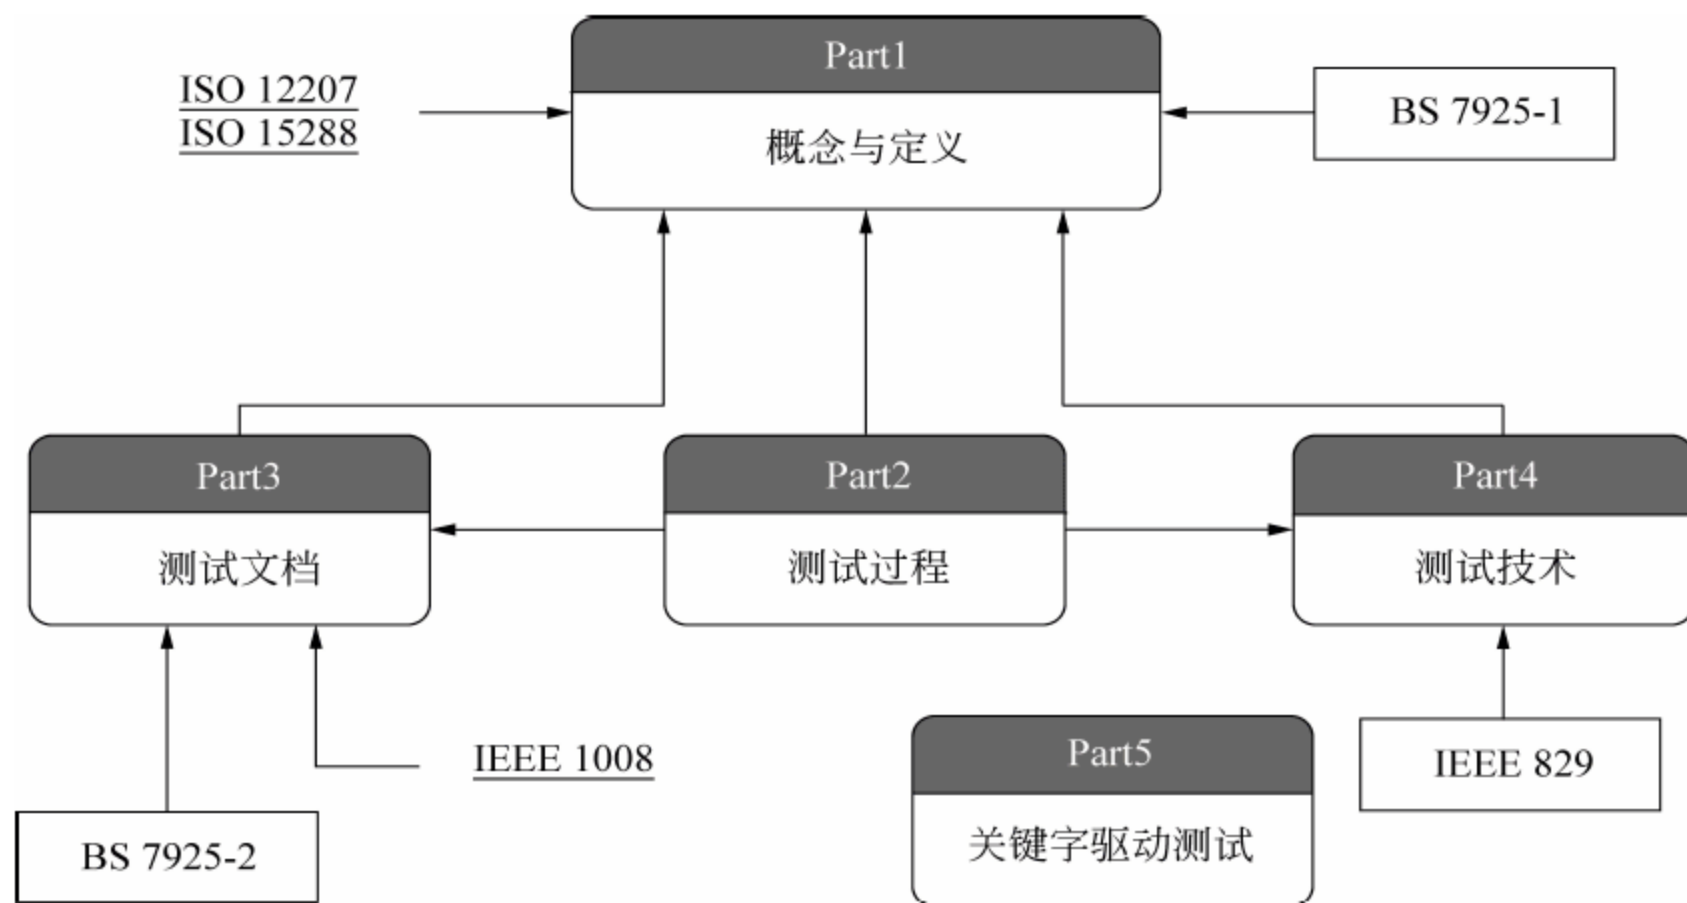 Part1
ISO 12207
ISO 15288
概念与定义
BS 7925-1
Part3
测试文档
Part2
测试过程
Part4
测试技术
IEEE 1008
BS 7925-2
Part5
关键字驱动测试
IEEE 829